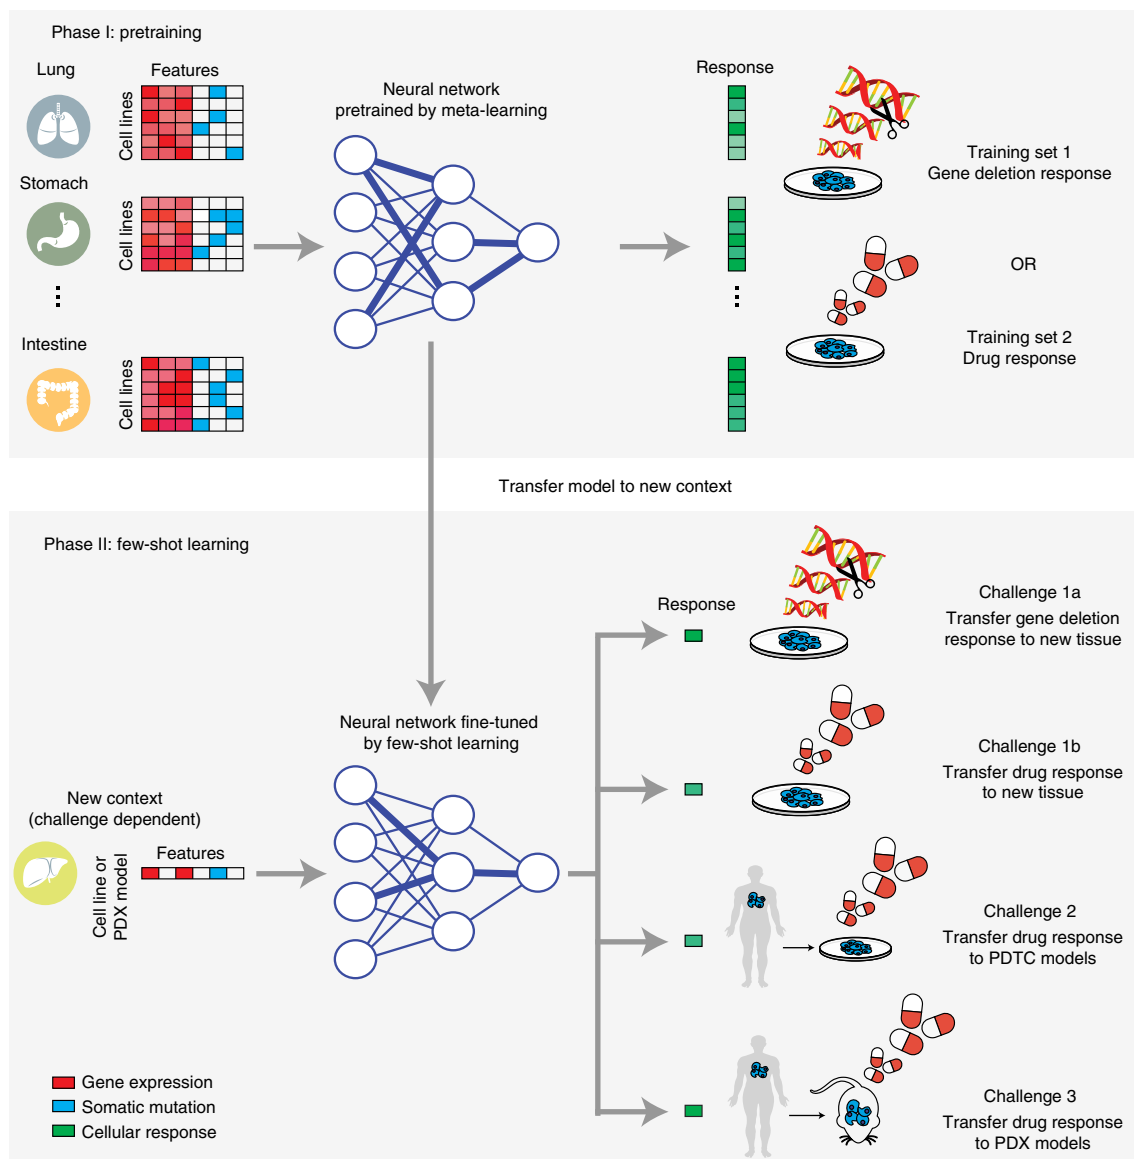 Phase I: pretraining
Lung
Features
Cell lines
Neural network
pretrained by meta-learning
Response
Training set 1
Gene deletion response
Stomach
Cell lines
OR
Intestine
Cell lines
Training set 2
Drug response
Transfer model to new context
Phase II: few-shot learning
Response
Challenge 1a
Transfer gene deletion
response to new tissue
Neural network fine-tuned
by few-shot learning
Challenge 1b
Transfer drug response
to new tissue
New context
(challenge dependent)
Features
Cell line or
PDX model
Challenge 2
Transfer drug response
to PDTC models
Gene expression
Somatic mutation
Cellular response
Challenge 3
Transfer drug response
to PDX models